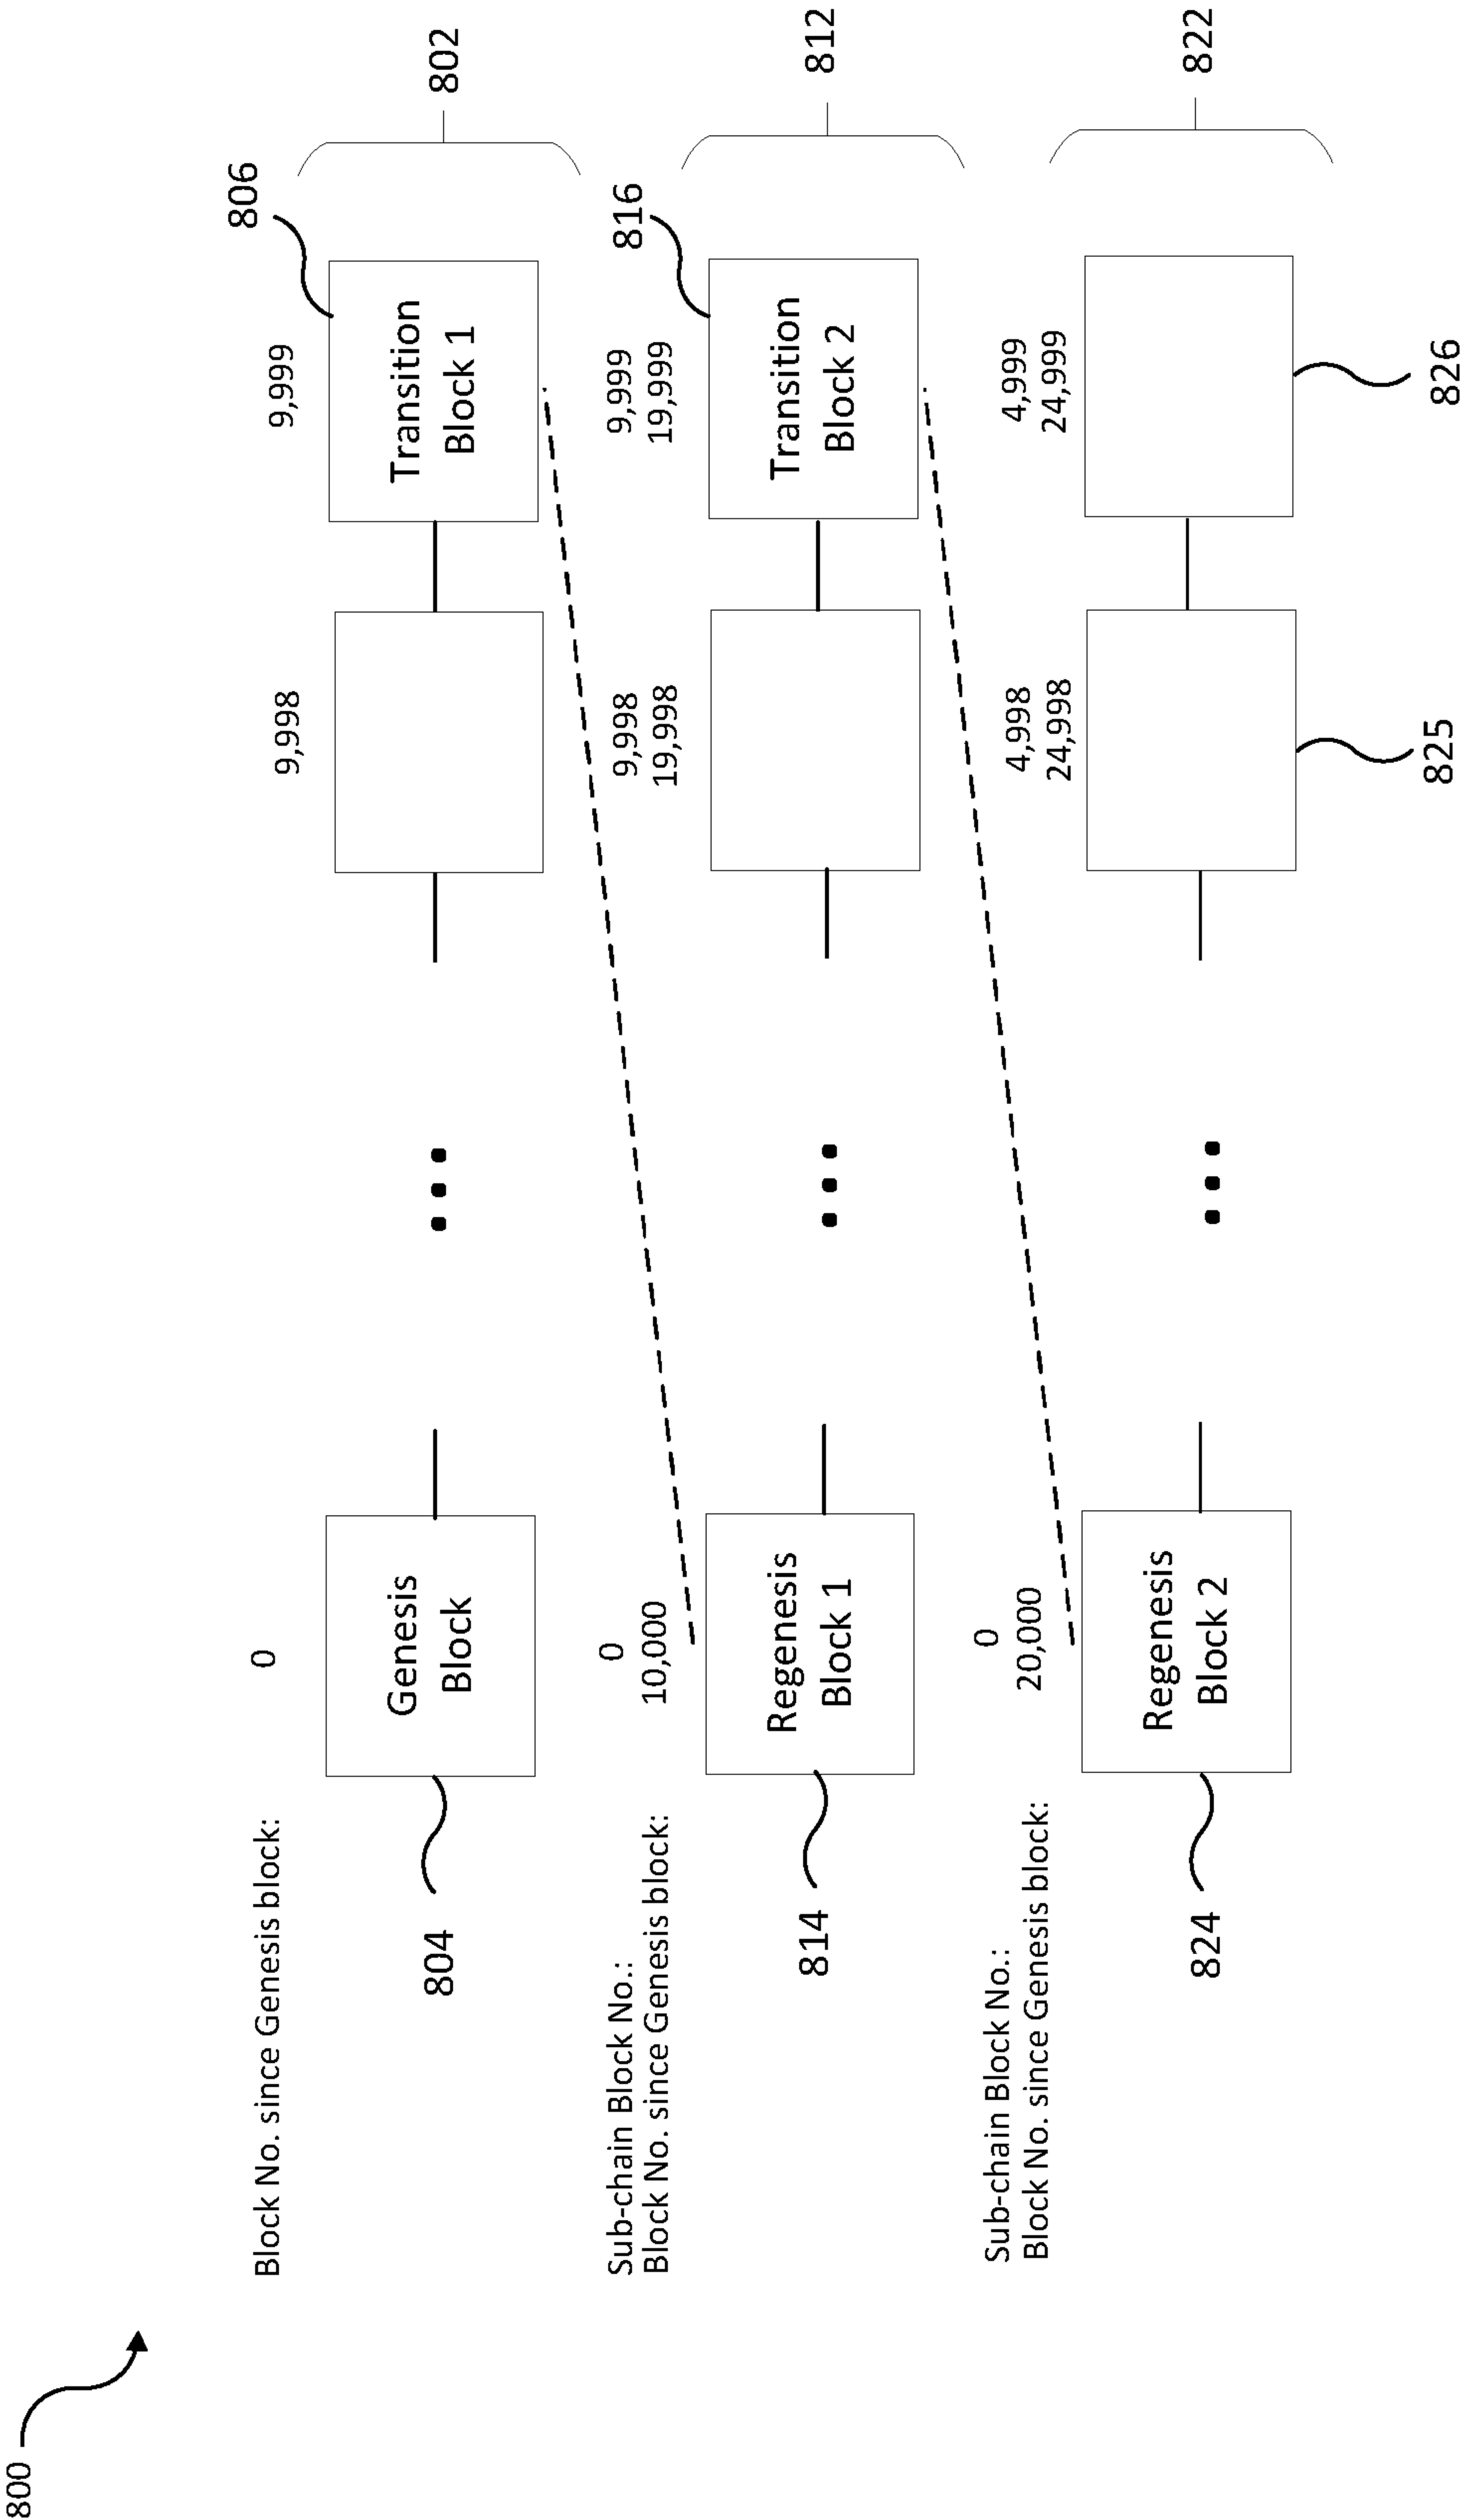 800
Block No. since Genesis block:
0
9,998
9,999
806
804
Genesis
Block
Transition
Block 1
802
Sub-chain Block No.:
0
9,998
9,999
Block No. since Genesis block:
10,000
19,998
19,999
816
814
Regenesis
Block 1
Transition
Block 2
812
Sub-chain Block No.:
0
4,998
4,999
Block No. since Genesis block:
20,000
24,998
24,999
824
Regenesis
Block 2
822
825
826